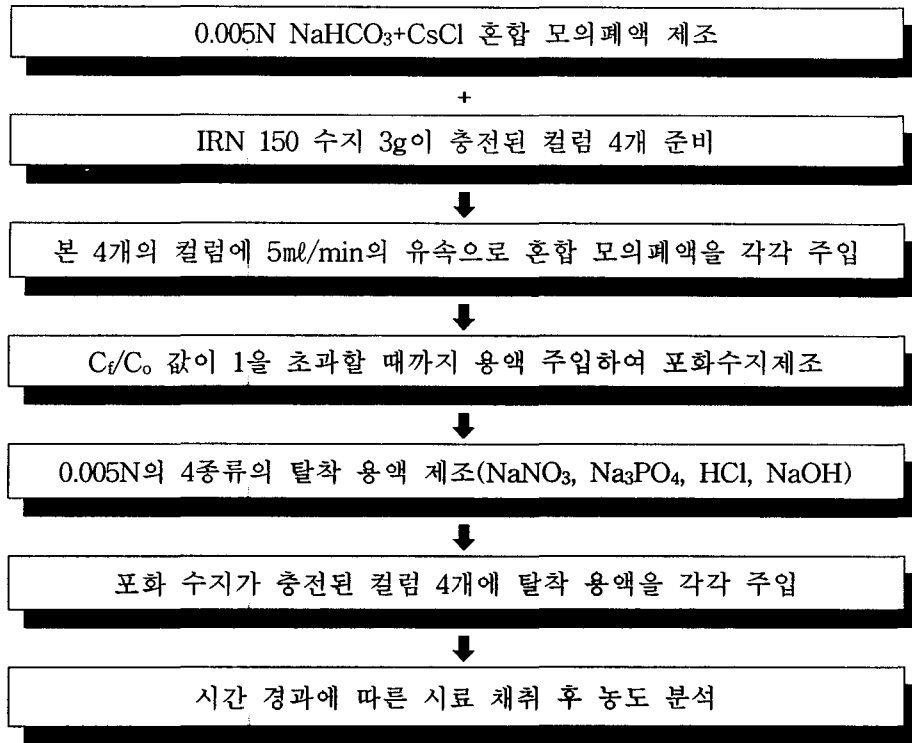 0.005N NaHCO₃+CsCl 혼합 모의폐액 제조
+
IRN 150 수지 3g이 충전된 컬럼 4개 준비
본 4개의 컬럼에 5㎖/min의 유속으로 혼합 모의폐액을 각각 주입
Cf/Co 값이 1을 초과할 때까지 용액 주입하여 포화수지제조
0.005N의 4종류의 탈착 용액 제조(NaNO₃, Na₃PO₄, HCl, NaOH)
포화 수지가 충전된 컬럼 4개에 탈착 용액을 각각 주입
시간 경과에 따른 시료 채취 후 농도 분석